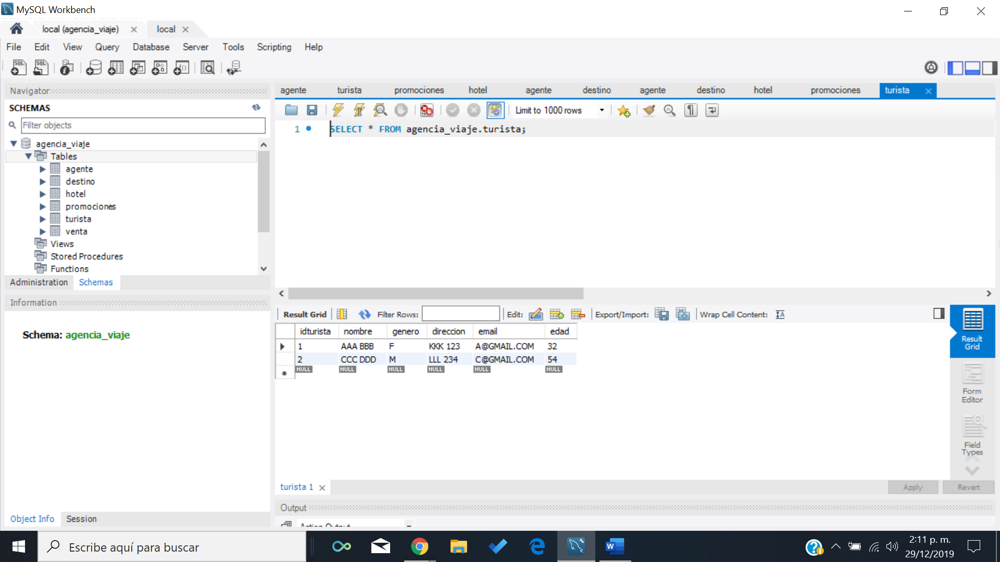 MySQL Workbench
local (agencia_viaje)
local
File Edit View Query Database Server Tools Scripting Help
Navigator
SCHEMAS
Filter objects
agencia_viaje
Tables
agente
destino
hotel
promociones
turista
venta
Views
Stored Procedures
Functions
Administration Schemas
Information
Schema: agencia_viaje
Object Info Session
agente turista promociones hotel agente destino agente destino hotel promociones turista
Limit to 1000 rows
1 SELECT * FROM agencia_viaje.turista;
Result Grid Filter Rows: Edit: Export/Import: Wrap Cell Content:
idturista nombre genero direccion email edad
1 AAA BBB F KKK 123 A@GMAIL.COM 32
2 CCC DDD M LLL 234 C@GMAIL.COM 54
NULL NULL NULL NULL NULL NULL
Result
Grid
Form
Editor
Field
Types
turista 1
Apply Revert
Output
Action Output
Escribe aquí para buscar
2:11 p. m.
29/12/2019